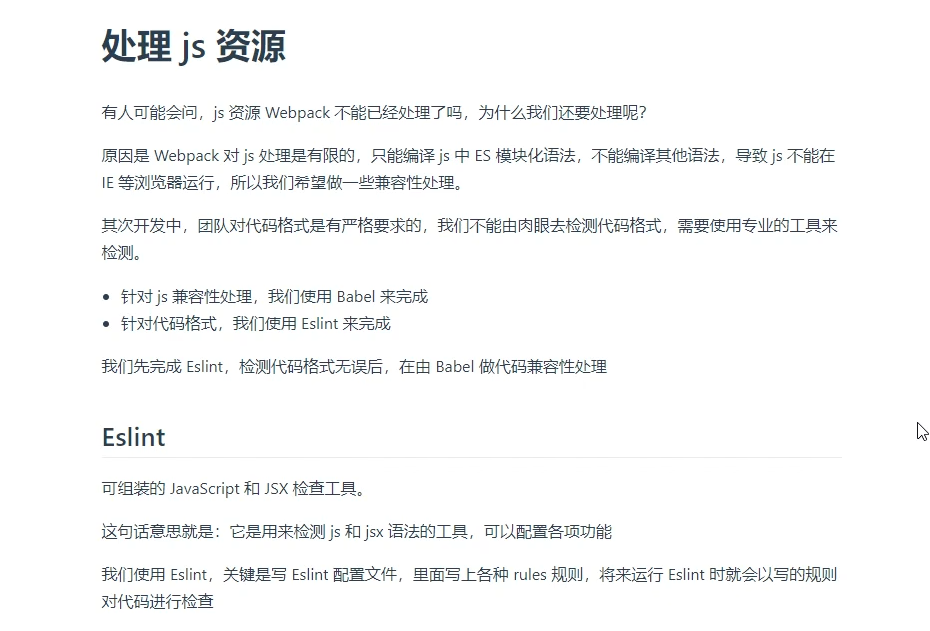 处理 js 资源
有人可能会问，js 资源 Webpack 不能已经处理了吗，为什么我们还要处理呢？
原因是 Webpack 对 js 处理是有限的，只能编译 js 中 ES 模块化语法，不能编译其他语法，导致 js 不能在
IE 等浏览器运行，所以我们希望做一些兼容性处理。
其次开发中，团队对代码格式是有严格要求的，我们不能由肉眼去检测代码格式，需要使用专业的工具来
检测。
• 针对 js 兼容性处理，我们使用 Babel 来完成
• 针对代码格式，我们使用 Eslint 来完成
我们先完成 Eslint，检测代码格式无误后，在由 Babel 做代码兼容性处理
Eslint
可组装的 JavaScript 和 JSX 检查工具。
这句话意思就是：它是用来检测 js 和 jsx 语法的工具，可以配置各项功能
我们使用 Eslint，关键是写 Eslint 配置文件，里面写上各种 rules 规则，将来运行 Eslint 时就会以写的规则
对代码进行检查